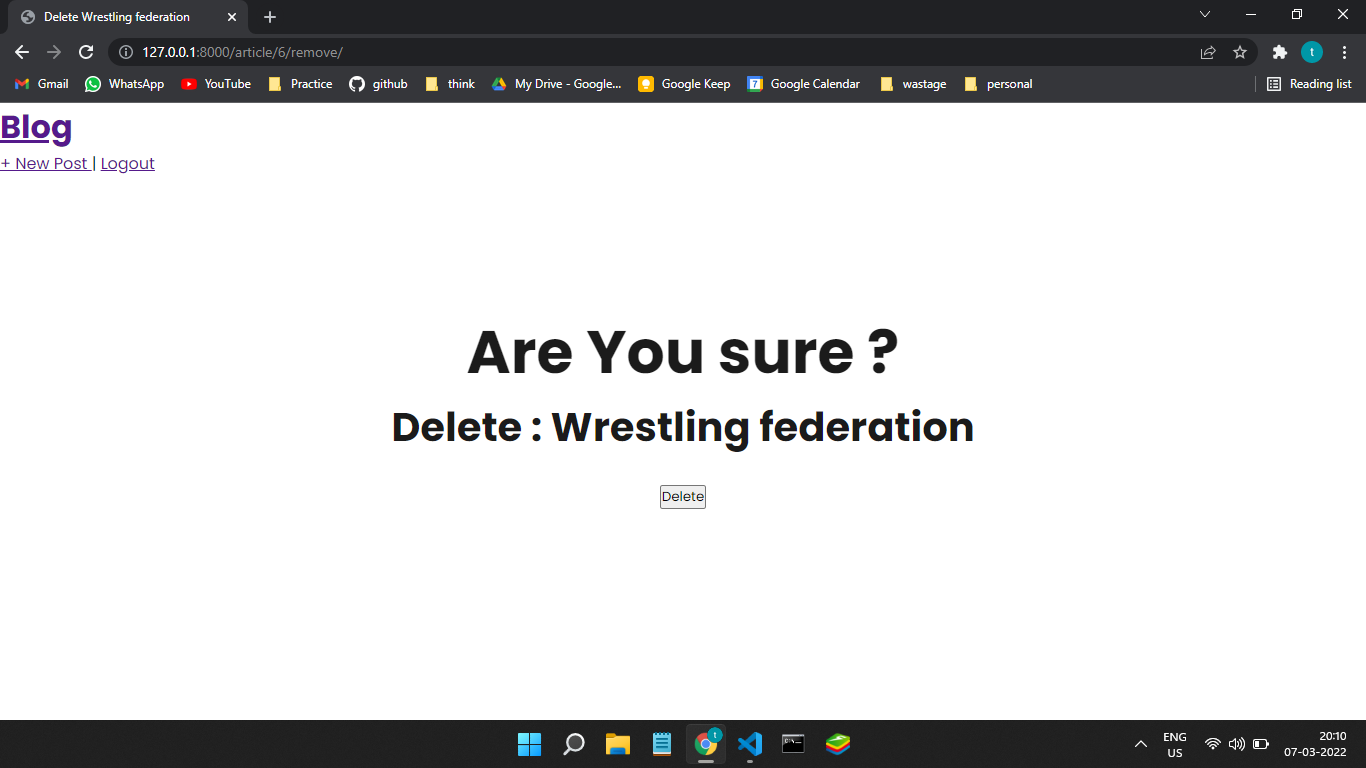 Delete Wrestling federation
127.0.0.1:8000/article/6/remove/
t
Gmail WhatsApp YouTube Practice github think My Drive - Google... Google Keep 7 Google Calendar wastage personal Reading list
Blog
+ New Post | Logout
Are You sure ?
Delete : Wrestling federation
Delete
t
ENG
US
20:10
07-03-2022